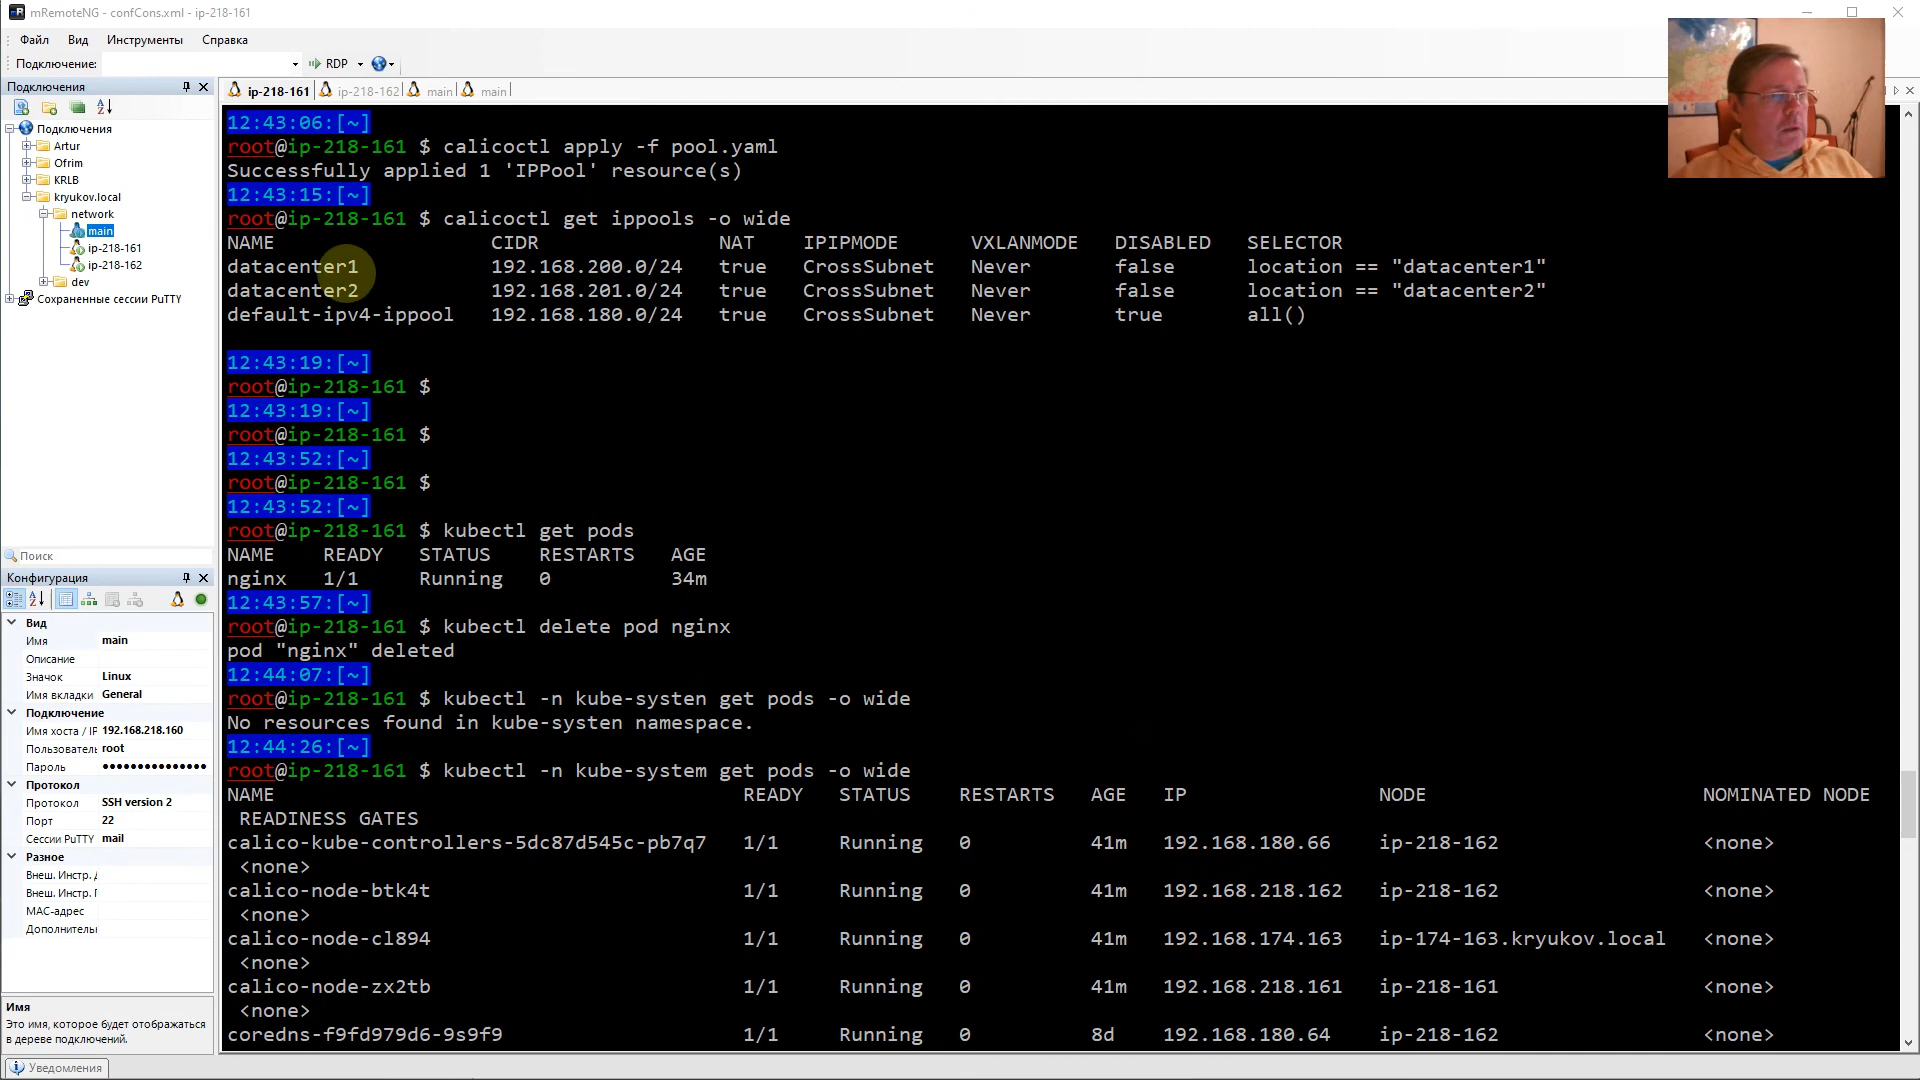 mRemoteNG - confCons.xml - ip-218-161
Файл Вид Инструменты Справка
Подключение: RDP
Подключения
ip-218-161 ip-218-162 main main
Подключения
Artur
Ofrim
KRLB
kryukov.local
network
main
ip-218-161
ip-218-162
dev
Сохраненные сессии PuTTY
Поиск
Конфигурация
Вид
Имя main
Описание
Значок Linux
Имя вкладки General
Подключение
Имя хоста / IP 192.168.218.160
Пользователь root
Пароль ●●●●●●●●●●●●●●●
Протокол
Протокол SSH version 2
Порт 22
Сессии PuTTY mail
Разное
Внеш. Инстр. Д
Внеш. Инстр. Г
MAC-адрес
Дополнителы
Имя
Это имя, которое будет отображаться
в дереве подключений.
Уведомления
12:43:06:[~]
root@ip-218-161 $ calicoctl apply -f pool.yaml
Successfully applied 1 'IPPool' resource(s)
12:43:15:[~]
root@ip-218-161 $ calicoctl get ippools -o wide
NAME CIDR NAT IPIPMODE VXLANMODE DISABLED SELECTOR
datacenter1 192.168.200.0/24 true CrossSubnet Never false location == "datacenter1"
datacenter2 192.168.201.0/24 true CrossSubnet Never false location == "datacenter2"
default-ipv4-ippool 192.168.180.0/24 true CrossSubnet Never true all()
12:43:19:[~]
root@ip-218-161 $
12:43:19:[~]
root@ip-218-161 $
12:43:52:[~]
root@ip-218-161 $
12:43:52:[~]
root@ip-218-161 $ kubectl get pods
NAME READY STATUS RESTARTS AGE
nginx 1/1 Running 0 34m
12:43:57:[~]
root@ip-218-161 $ kubectl delete pod nginx
pod "nginx" deleted
12:44:07:[~]
root@ip-218-161 $ kubectl -n kube-systen get pods -o wide
No resources found in kube-systen namespace.
12:44:26:[~]
root@ip-218-161 $ kubectl -n kube-system get pods -o wide
NAME READY STATUS RESTARTS AGE IP NODE NOMINATED NODE
READINESS GATES
calico-kube-controllers-5dc87d545c-pb7q7 1/1 Running 0 41m 192.168.180.66 ip-218-162 <none>
<none>
calico-node-btk4t 1/1 Running 0 41m 192.168.218.162 ip-218-162 <none>
<none>
calico-node-cl894 1/1 Running 0 41m 192.168.174.163 ip-174-163.kryukov.local <none>
<none>
calico-node-zx2tb 1/1 Running 0 41m 192.168.218.161 ip-218-161 <none>
<none>
coredns-f9fd979d6-9s9f9 1/1 Running 0 8d 192.168.180.64 ip-218-162 <none>